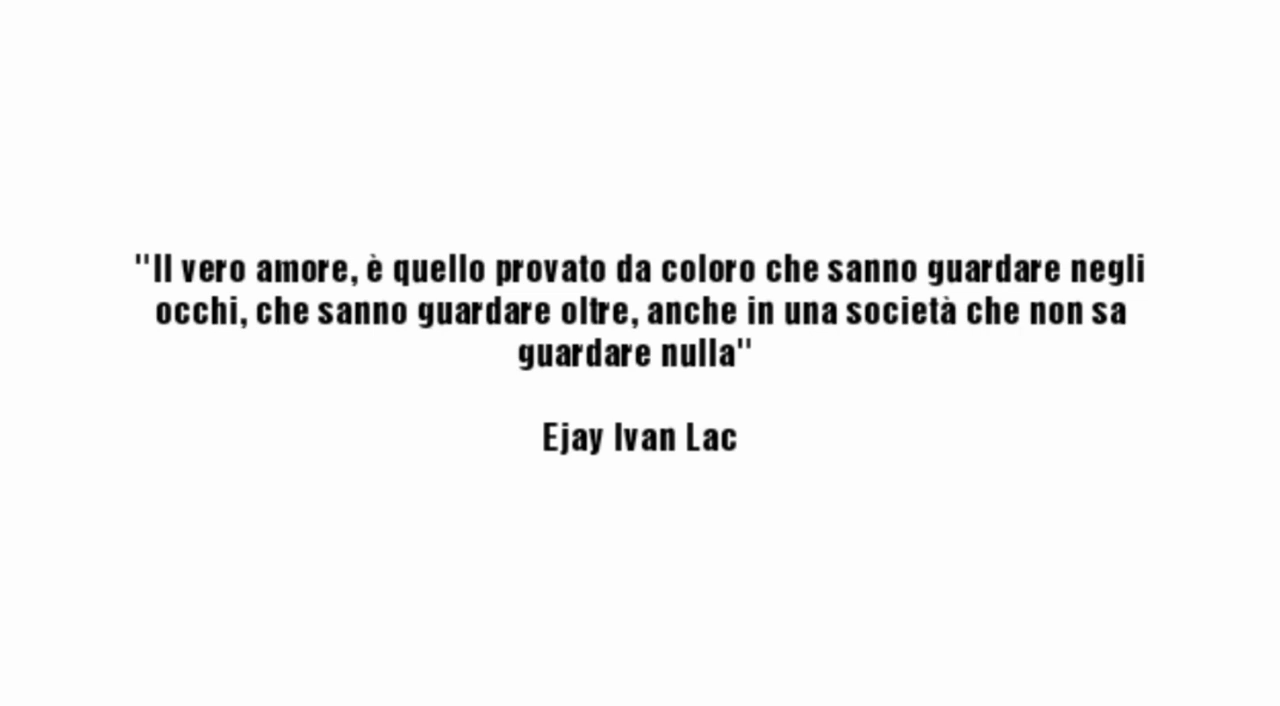 "Il vero amore, è quello provato da coloro che sanno guardare negli
occhi, che sanno guardare oltre, anche in una società che non sa
guardare nulla"
Ejay Ivan Lac